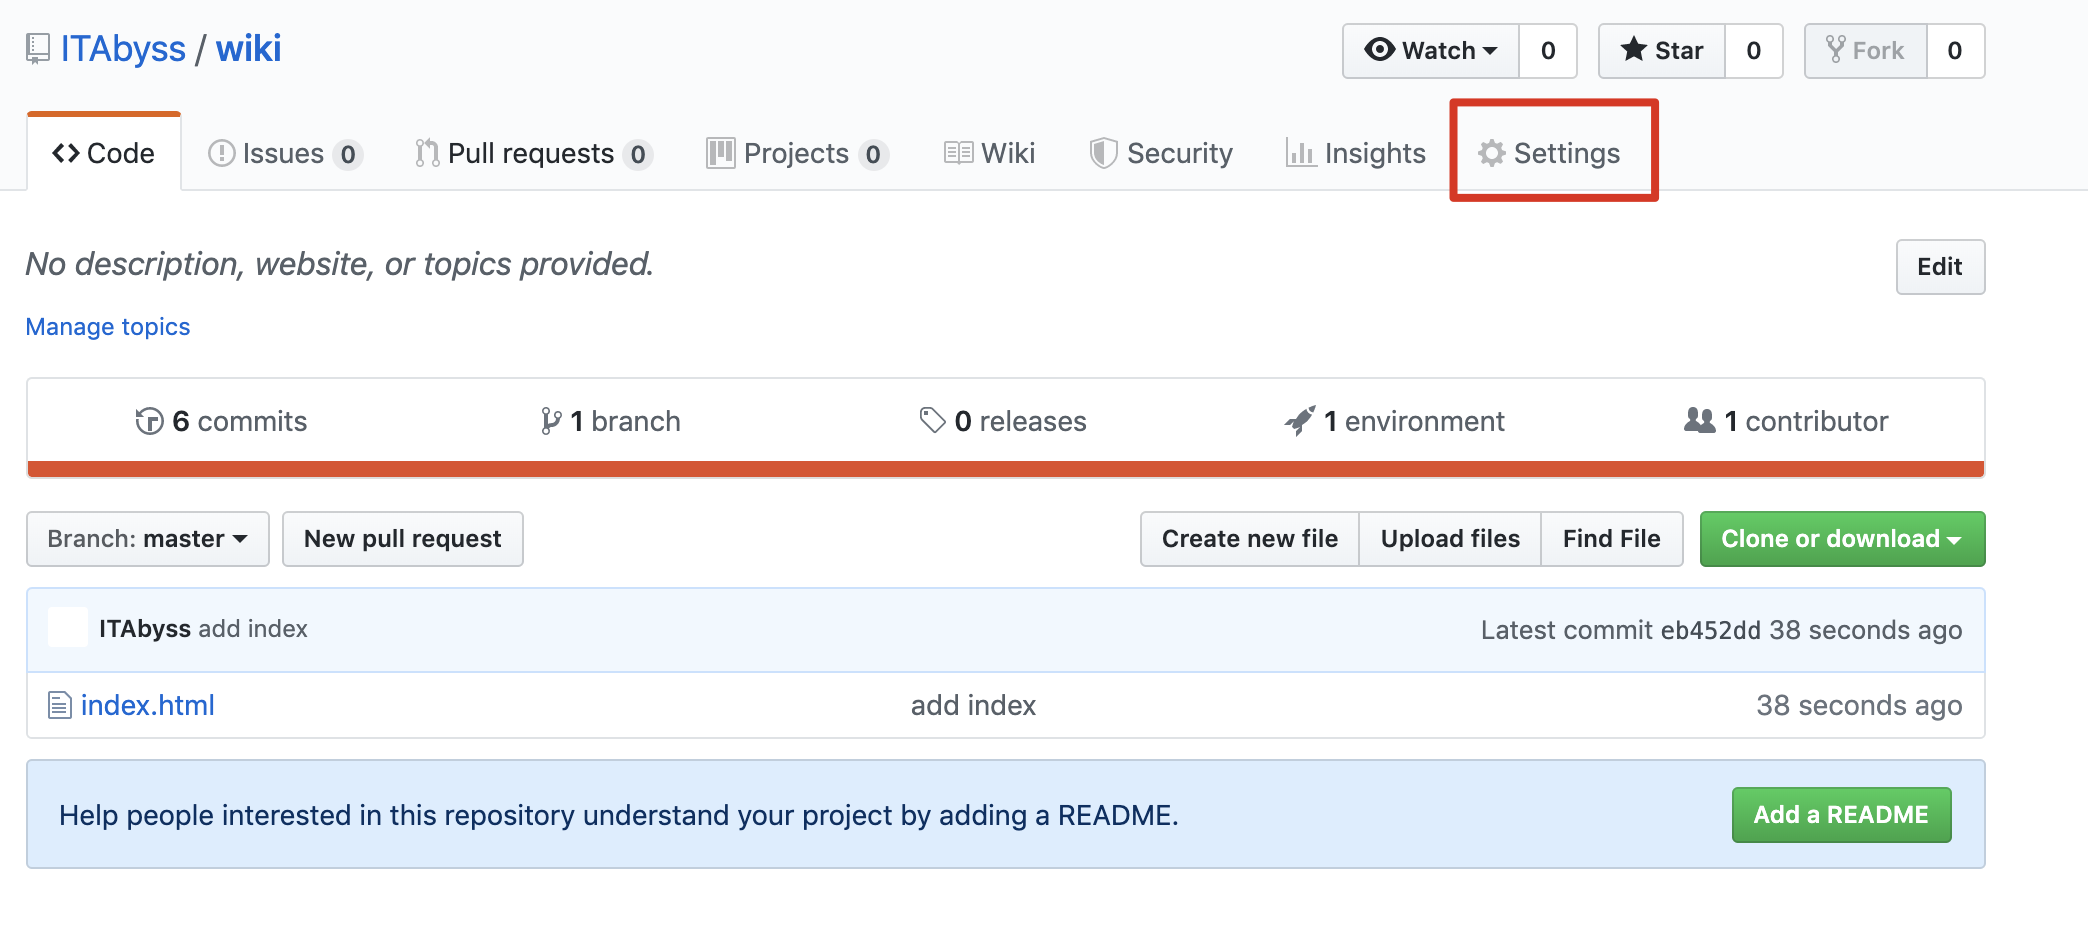 ITAbyss / wiki
Watch 0 Star 0 Fork 0
Code Issues 0 Pull requests 0 Projects 0 Wiki Security Insights Settings
No description, website, or topics provided.
Edit
Manage topics
6 commits 1 branch 0 releases 1 environment 1 contributor
Branch: master New pull request Create new file Upload files Find File Clone or download
ITAbyss add index Latest commit eb452dd 38 seconds ago
index.html add index 38 seconds ago
Help people interested in this repository understand your project by adding a README. Add a README